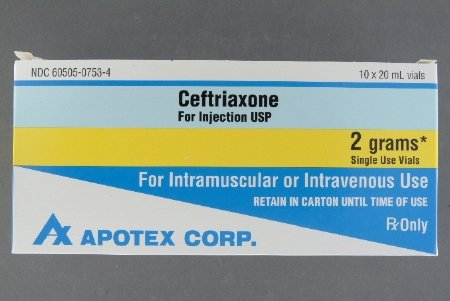 NDC 60505-0753-4
10 x 20 mL vials
Ceftriaxone
For Injection USP
2 grams*
Single Use Vials
For Intramuscular or Intravenous Use
RETAIN IN CARTON UNTIL TIME OF USE
Rx Only
APOTEX CORP.